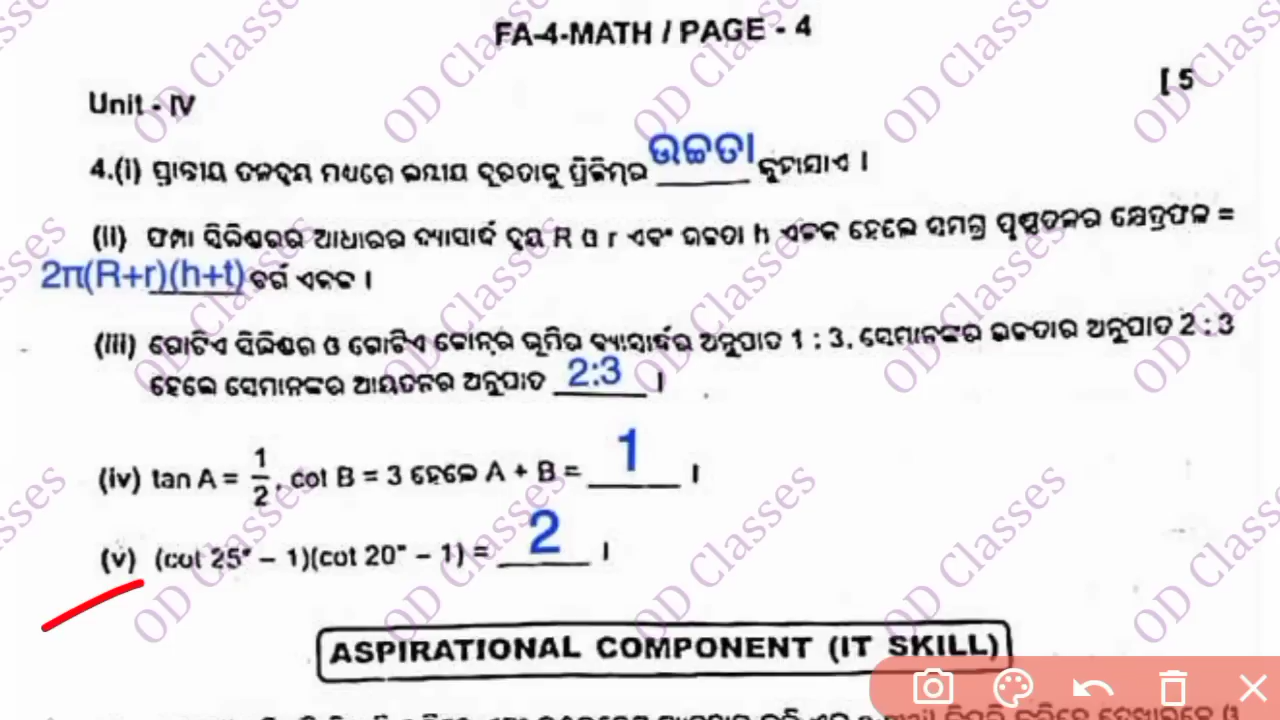 FA-4-MATH / PAGE - 4
[ 5
Unit - IV
4.(i) ପ୍ରାନ୍ତୀୟ ତଳଦ୍ୱୟ ମଧ୍ୟରେ ଲମ୍ବୀୟ ଦୂରତାକୁ ପ୍ରିଜିମ୍‌ର ଉଚ୍ଚତା କୁହାଯାଏ ।
(ii) ଫମ୍ପା ସିଲିଣ୍ଡରର ଆଧାରର ବ୍ୟାସାର୍ଦ୍ଧ ଦ୍ୱୟ R ଓ r ଏବଂ ଉଚ୍ଚତା h ଏକକ ହେଲେ ସମଗ୍ର ପୃଷ୍ଠତଳର କ୍ଷେତ୍ରଫଳ =
2π(R+r)(h+t) ବର୍ଗ ଏକକ ।
(iii) ଗୋଟିଏ ସିଲିଣ୍ଡର ଓ ଗୋଟିଏ କୋନ୍‌ର ଭୂମିର ବ୍ୟାସାର୍ଦ୍ଧର ଅନୁପାତ 1 : 3, ସେମାନଙ୍କର ଉଚ୍ଚତାର ଅନୁପାତ 2 : 3
ହେଲେ ସେମାନଙ୍କର ଆୟତନର ଅନୁପାତ 2:3 ।
(iv) tan A = 1/2, cot B = 3 ହେଲେ A + B = 1 ।
(v) (cot 25° – 1)(cot 20° – 1) = 2 ।
ASPIRATIONAL COMPONENT (IT SKILL)
OD Classes